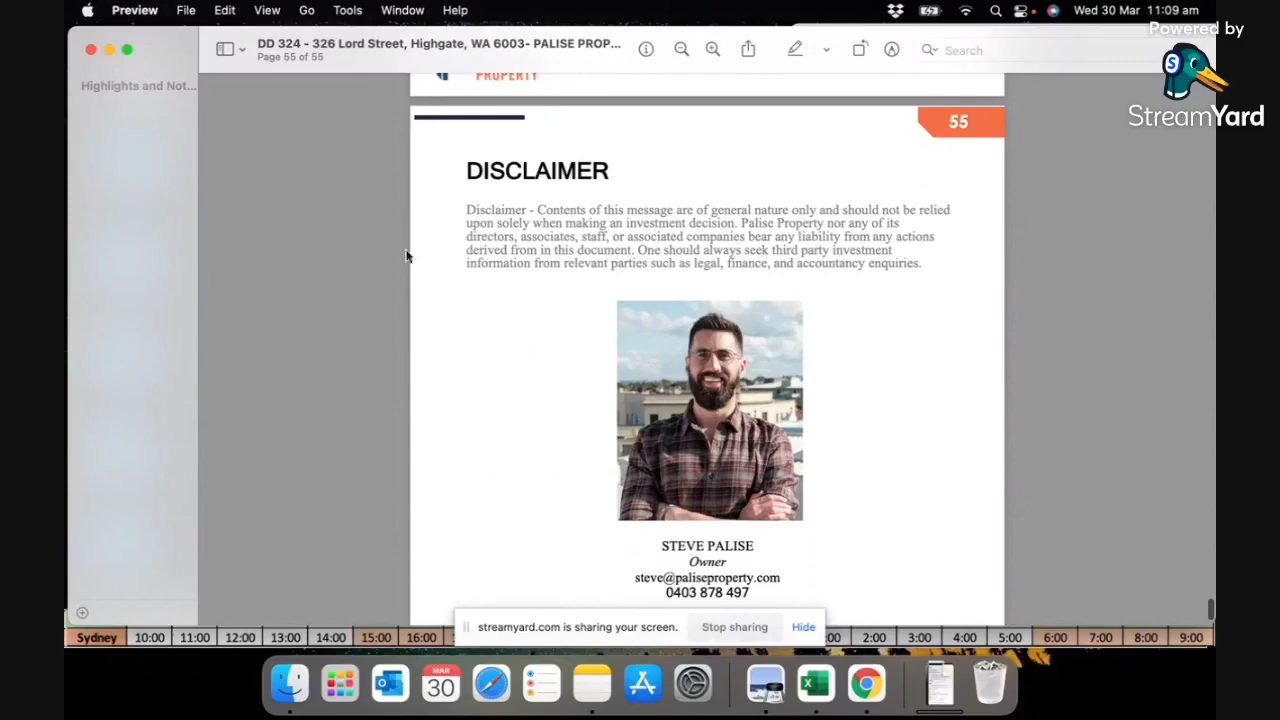 Preview File Edit View Go Tools Window Help Wed 30 Mar 11:09 am
Powered by
StreamYard
DD 324 - 326 Lord Street, Highgate, WA 6003- PALISE PROP...
Page 55 of 55
Search
Highlights and Not...
PROPERTY
55
DISCLAIMER
Disclaimer - Contents of this message are of general nature only and should not be relied
upon solely when making an investment decision. Palise Property nor any of its
directors, associates, staff, or associated companies bear any liability from any actions
derived from in this document. One should always seek third party investment
information from relevant parties such as legal, finance, and accountancy enquiries.
STEVE PALISE
Owner
steve@paliseproperty.com
0403 878 497
streamyard.com is sharing your screen. Stop sharing Hide
Sydney 10:00 11:00 12:00 13:00 14:00 15:00 16:00 2:00 3:00 4:00 5:00 6:00 7:00 8:00 9:00
MAR
30